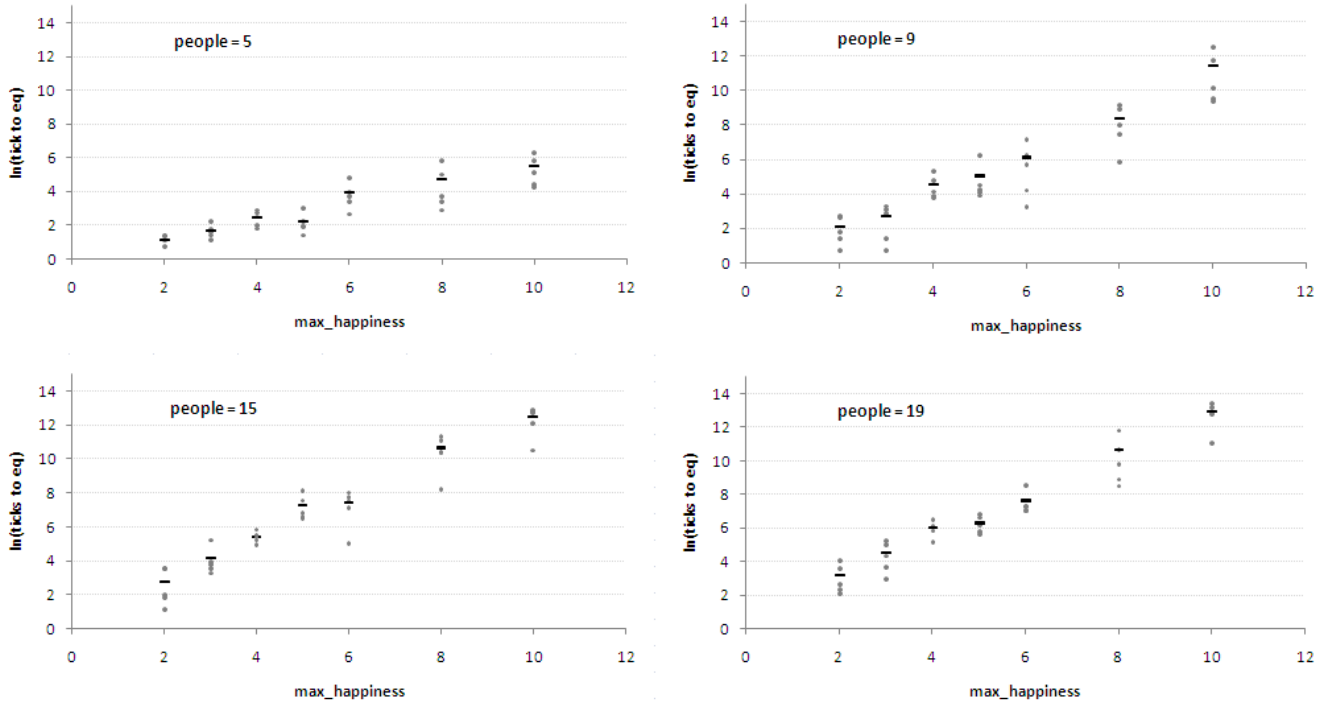 people = 5
ln(tick to eq)
14
12
10
8
6
4
2
0
0 2 4 6 8 10 12
max_happiness
people = 9
ln(ticks to eq)
14
12
10
8
6
4
2
0
0 2 4 6 8 10 12
max_happiness
people = 15
ln(ticks to eq)
14
12
10
8
6
4
2
0
0 2 4 6 8 10 12
max_happiness
people = 19
ln(ticks to eq)
14
12
10
8
6
4
2
0
0 2 4 6 8 10 12
max_happiness